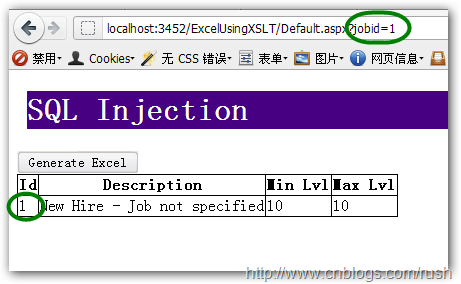 localhost:3452/ExcelUsingXSLT/Default.aspx?jobid=1
禁用 Cookies 无 CSS 错误 表单 图片 网页信息
SQL Injection
Generate Excel
Id Description Min Lvl Max Lvl
1 New Hire - Job not specified 10 10
http://www.cnblogs.com/rush